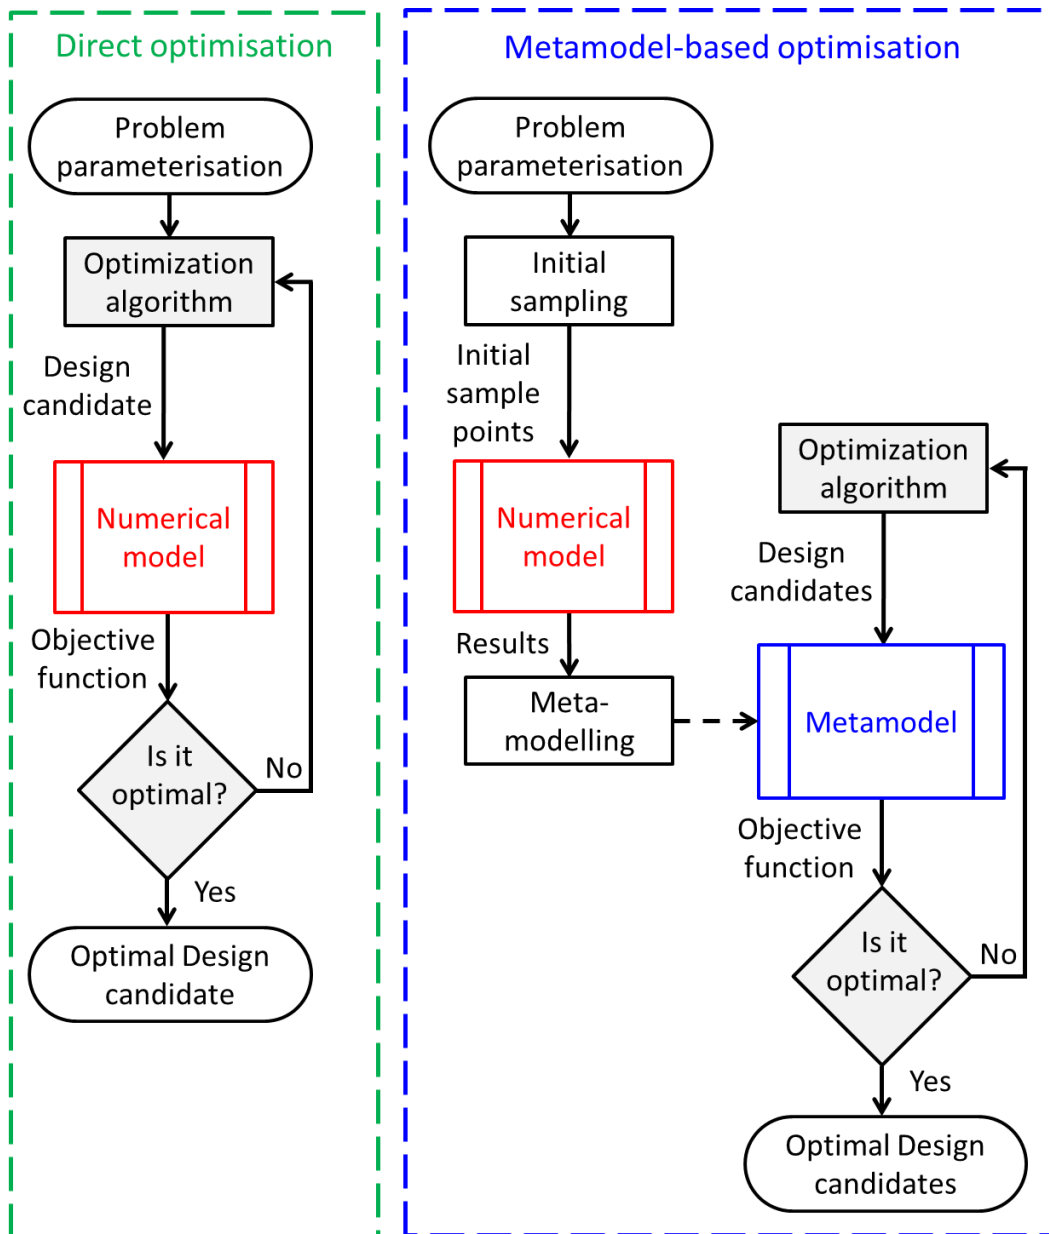 Direct optimisation
Problem
parameterisation
Optimization
algorithm
Design
candidate
Numerical
model
Objective
function
Is it
optimal?
No
Yes
Optimal Design
candidate
Metamodel-based optimisation
Problem
parameterisation
Initial
sampling
Initial
sample
points
Numerical
model
Results
Meta-
modelling
Optimization
algorithm
Design
candidates
Metamodel
Objective
function
Is it
optimal?
No
Yes
Optimal Design
candidates